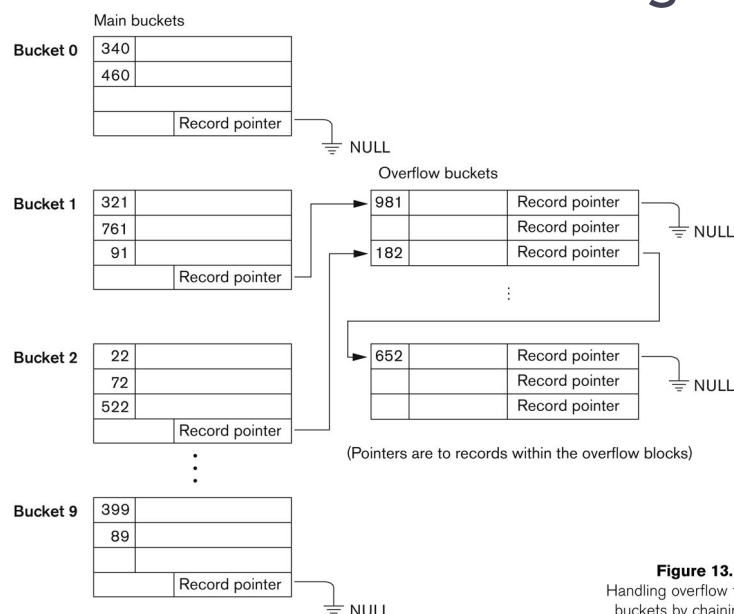 g
Main buckets
Bucket 0
340
460
Record pointer
NULL
Overflow buckets
Bucket 1
321
761
91
Record pointer
981 Record pointer
Record pointer
182 Record pointer
NULL
Bucket 2
22
72
522
Record pointer
652 Record pointer
Record pointer
Record pointer
NULL
(Pointers are to records within the overflow blocks)
Bucket 9
399
89
Record pointer
NULL
Figure 13.
Handling overflow
buckets by chaining